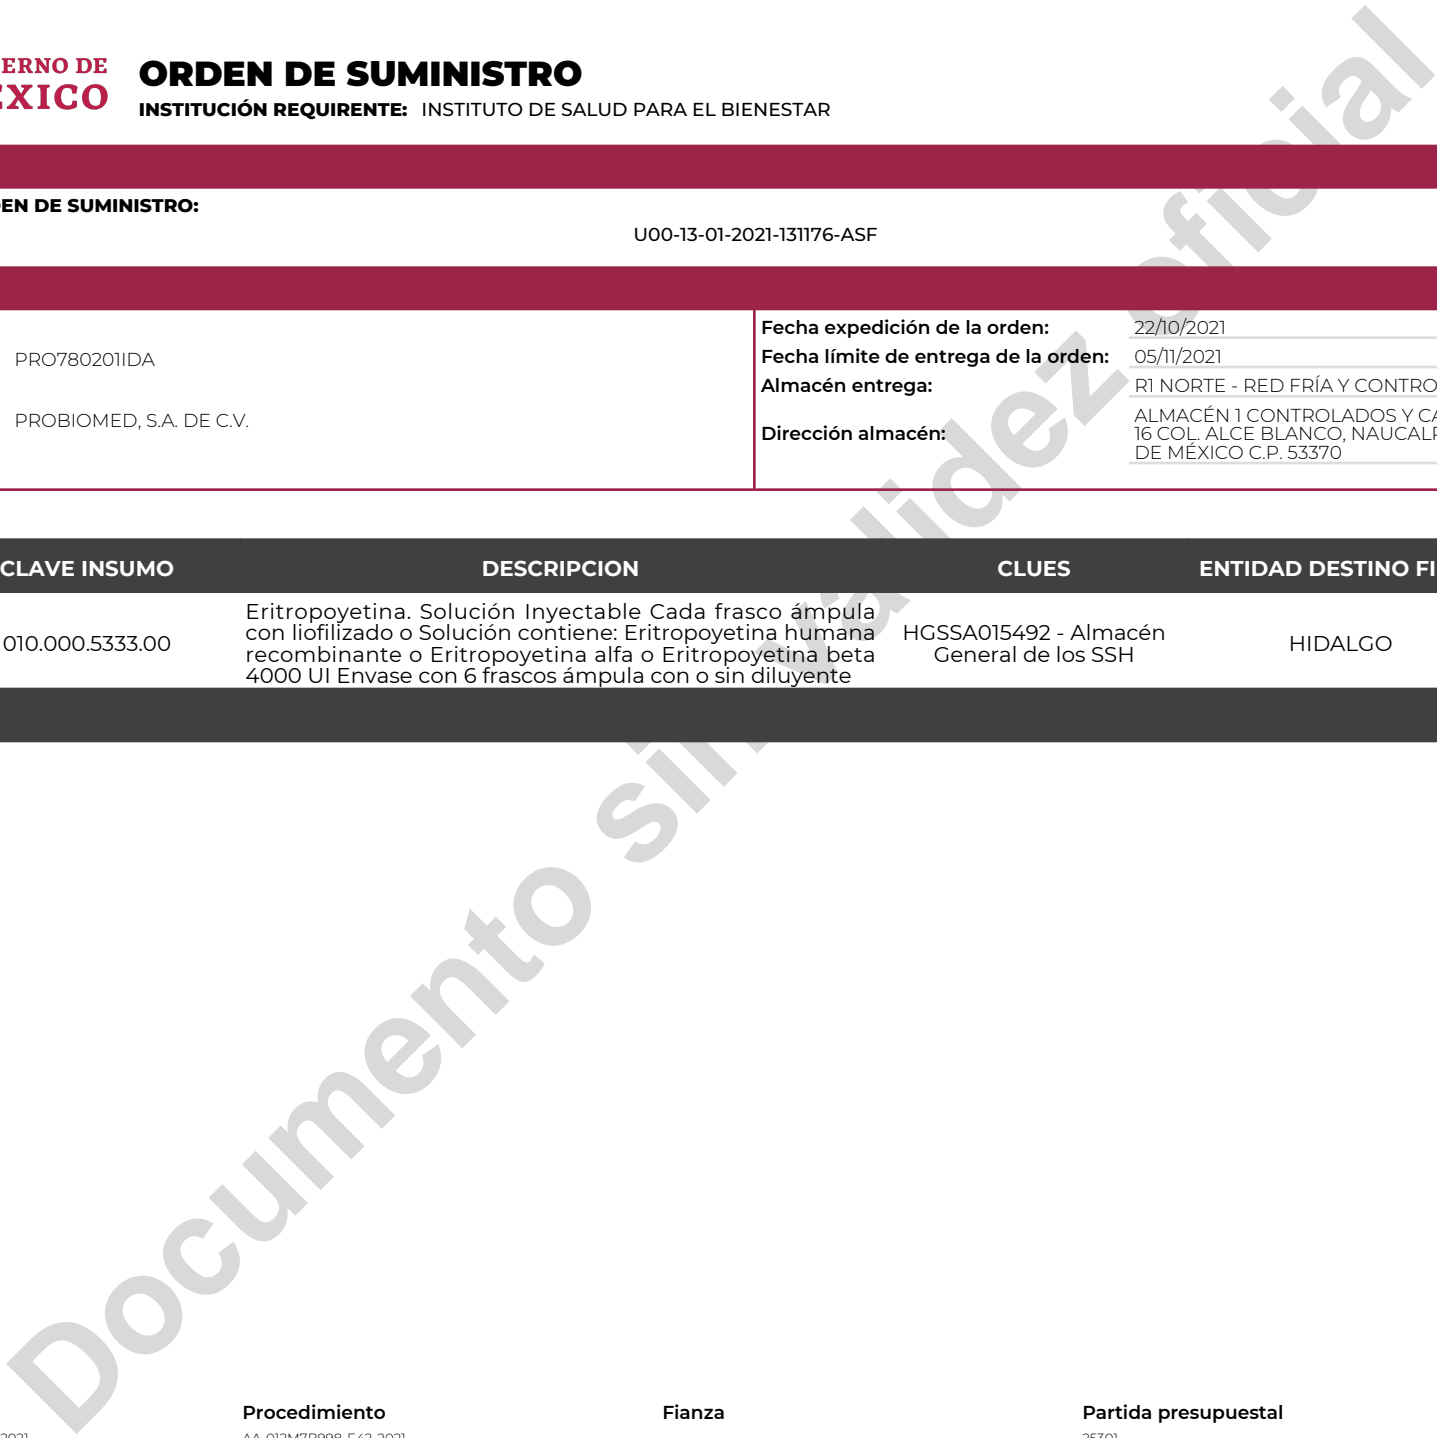 ERNO DE
ÉXICO
ORDEN DE SUMINISTRO
INSTITUCIÓN REQUIRENTE: INSTITUTO DE SALUD PARA EL BIENESTAR
EN DE SUMINISTRO:
U00-13-01-2021-131176-ASF
PRO780201IDA
PROBIOMED, S.A. DE C.V.
Fecha expedición de la orden: 22/10/2021
Fecha límite de entrega de la orden: 05/11/2021
Almacén entrega: R1 NORTE - RED FRÍA Y CONTRO
Dirección almacén:
ALMACÉN 1 CONTROLADOS Y CA
16 COL. ALCE BLANCO, NAUCALP
DE MÉXICO C.P. 53370
CLAVE INSUMO DESCRIPCION CLUES ENTIDAD DESTINO FI
010.000.5333.00
Eritropoyetina. Solución Inyectable Cada frasco ámpula
con liofilizado o Solución contiene: Eritropoyetina humana
recombinante o Eritropoyetina alfa o Eritropoyetina beta
4000 UI Envase con 6 frascos ámpula con o sin diluyente
HGSSA015492 - Almacén
General de los SSH
HIDALGO
Documento sin validez oficial
Procedimiento Fianza Partida presupuestal